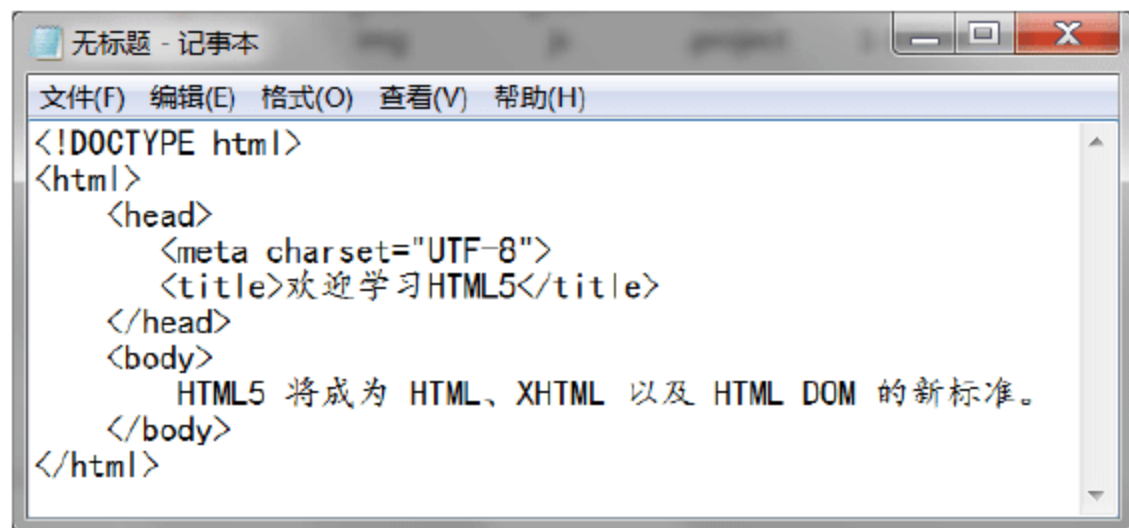 无标题 - 记事本
文件(F) 编辑(E) 格式(O) 查看(V) 帮助(H)
<!DOCTYPE html>
<html>
    <head>
       <meta charset="UTF-8">
       <title>欢迎学习HTML5</title>
    </head>
    <body>
        HTML5 将成为 HTML、XHTML 以及 HTML DOM 的新标准。
    </body>
</html>